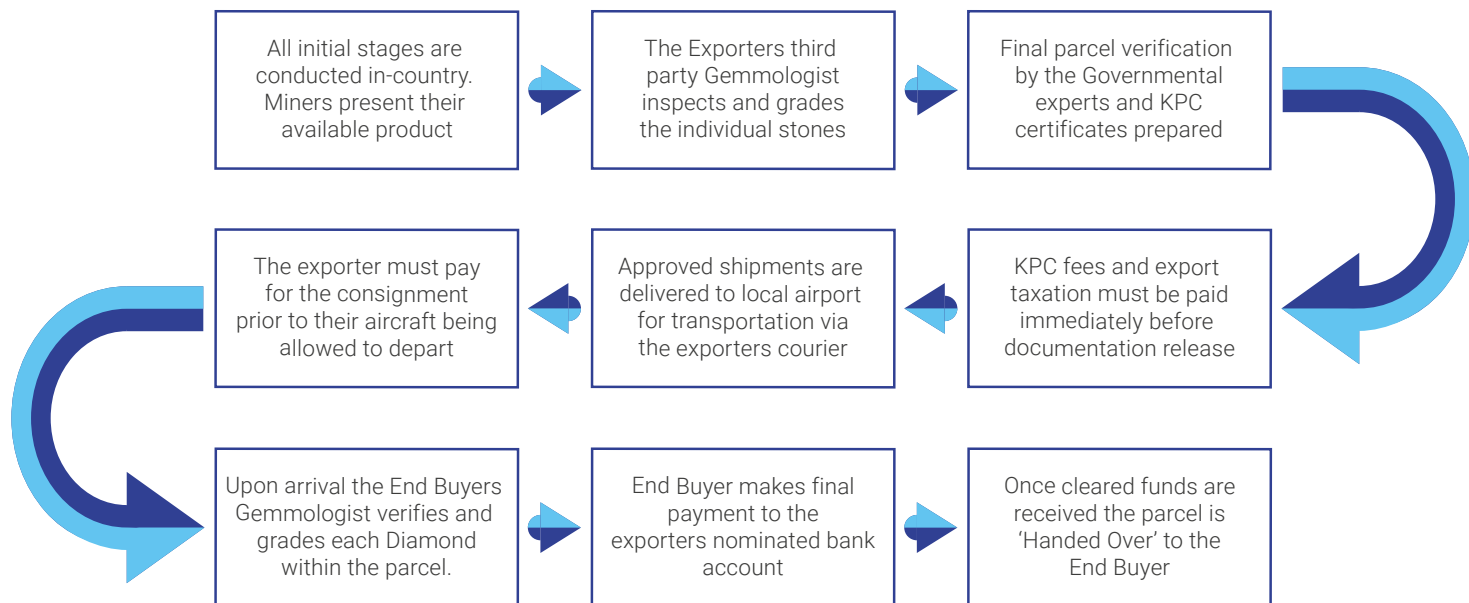 All initial stages are
conducted in-country.
Miners present their
available product
The Exporters third
party Gemmologist
inspects and grades
the individual stones
Final parcel verification
by the Governmental
experts and KPC
certificates prepared
KPC fees and export
taxation must be paid
immediately before
documentation release
Approved shipments are
delivered to local airport
for transportation via
the exporters courier
The exporter must pay
for the consignment
prior to their aircraft being
allowed to depart
Upon arrival the End Buyers
Gemmologist verifies and
grades each Diamond
within the parcel.
End Buyer makes final
payment to the
exporters nominated bank
account
Once cleared funds are
received the parcel is
‘Handed Over’ to the
End Buyer